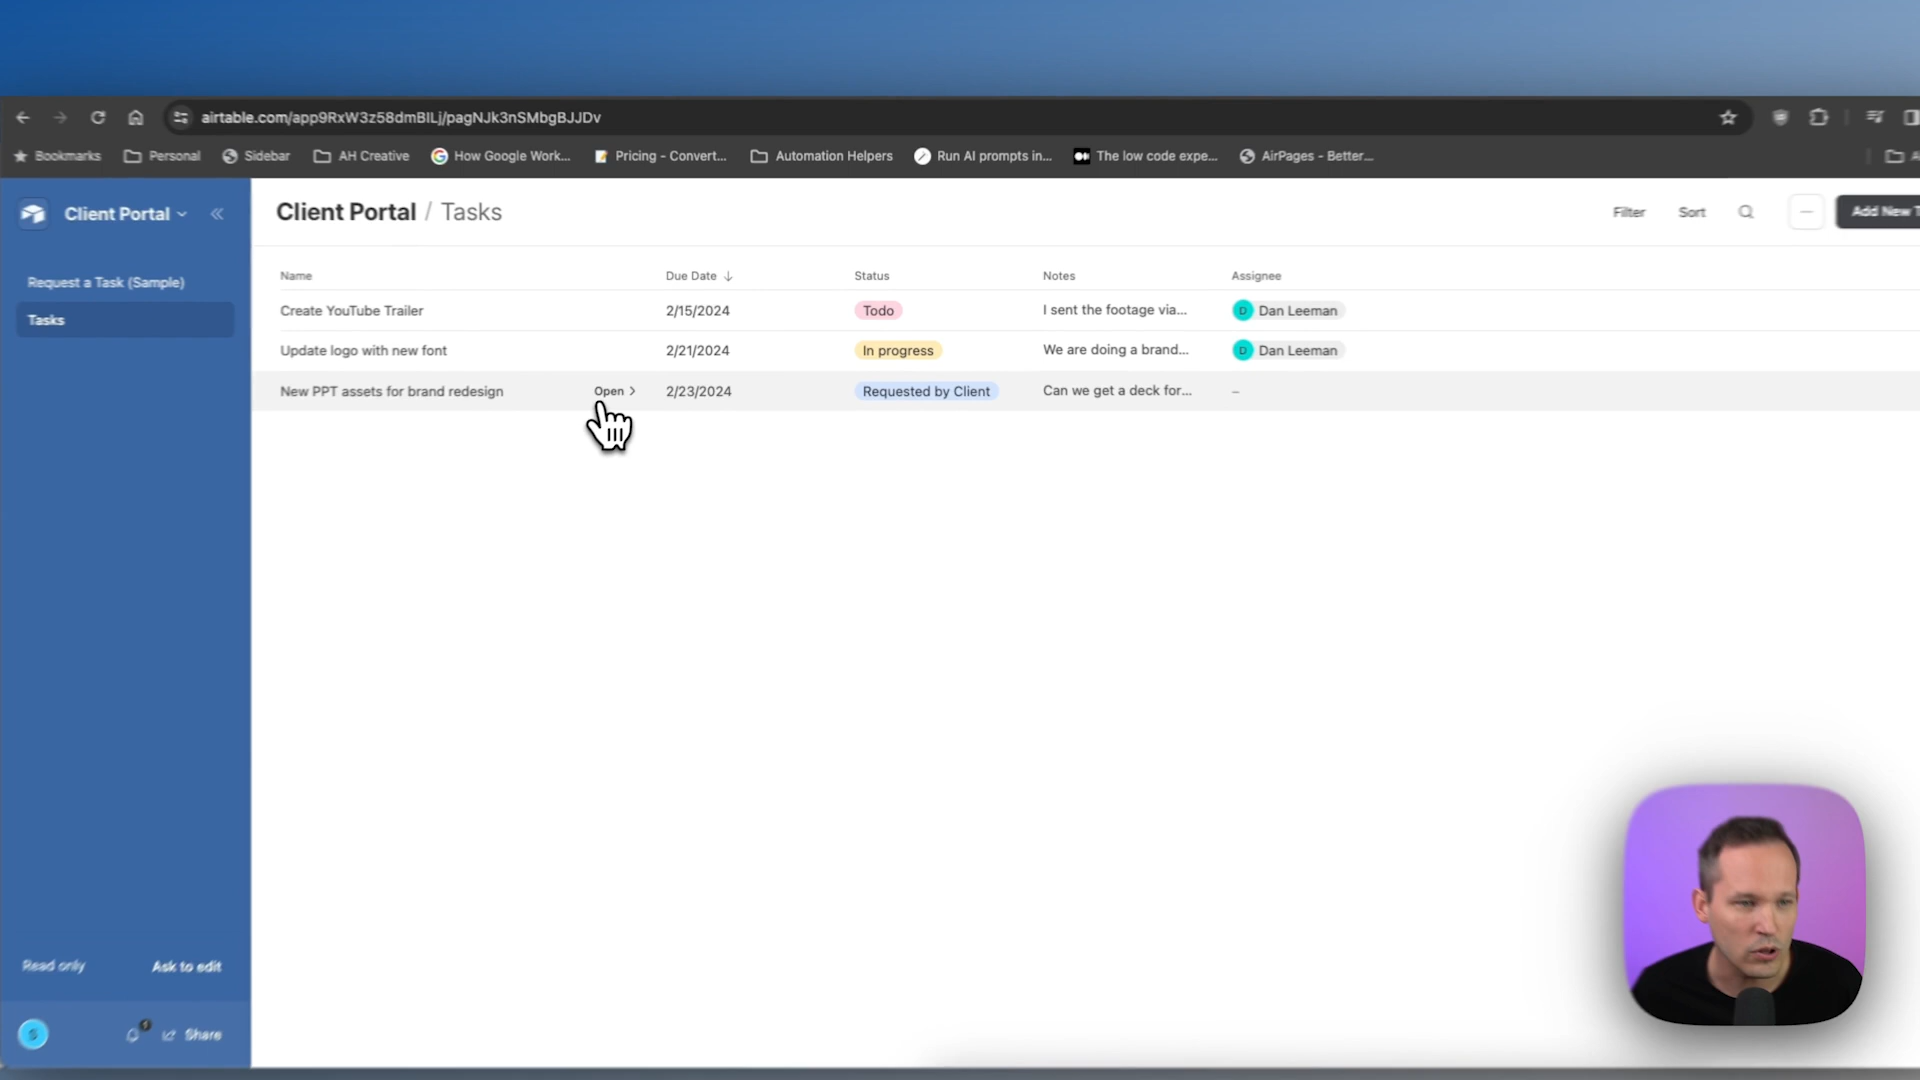 airtable.com/app9RxW3z58dmBILj/pagNJk3nSMbgBJJDv
Bookmarks Personal Sidebar AH Creative How Google Work... Pricing - Convert... Automation Helpers Run AI prompts in... The low code expe... AirPages - Better...
Client Portal
Client Portal / Tasks
Filter Sort Add New T
Request a Task (Sample)
Tasks
Name Due Date Status Notes Assignee
Create YouTube Trailer 2/15/2024 Todo I sent the footage via... D Dan Leeman
Update logo with new font 2/21/2024 In progress We are doing a brand... D Dan Leeman
New PPT assets for brand redesign Open 2/23/2024 Requested by Client Can we get a deck for... –
Read only Ask to edit
S Share